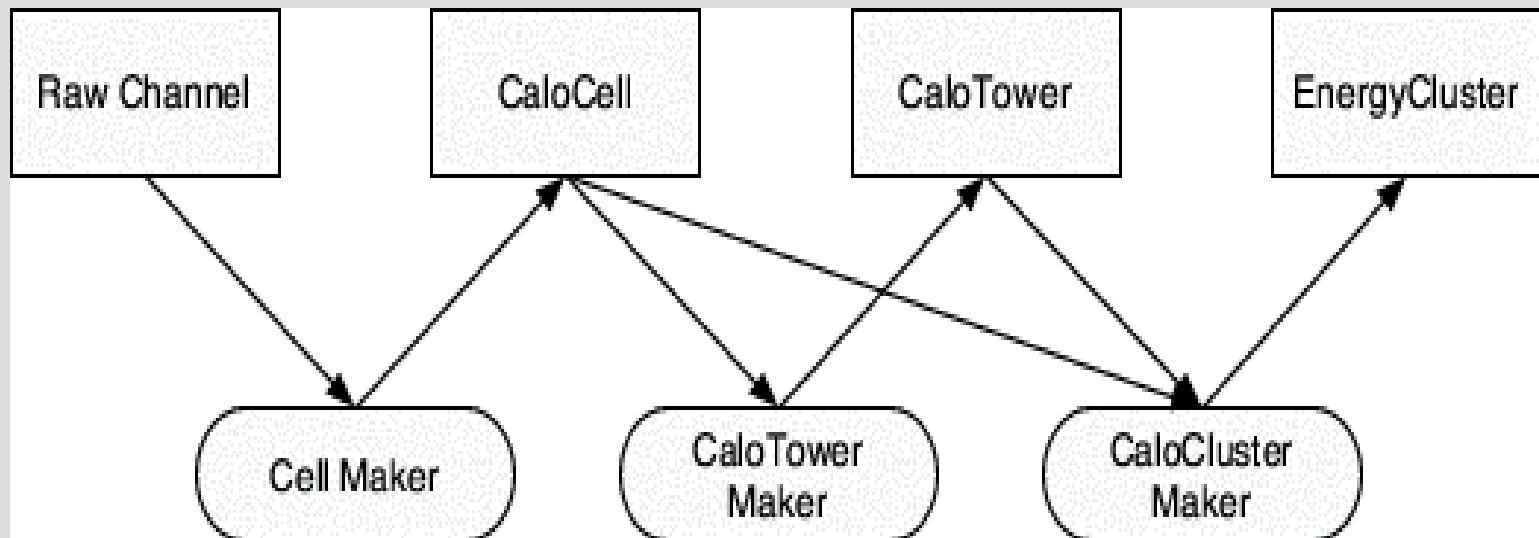 Raw Channel
CaloCell
CaloTower
EnergyCluster
Cell Maker
CaloTower
Maker
CaloCluster
Maker